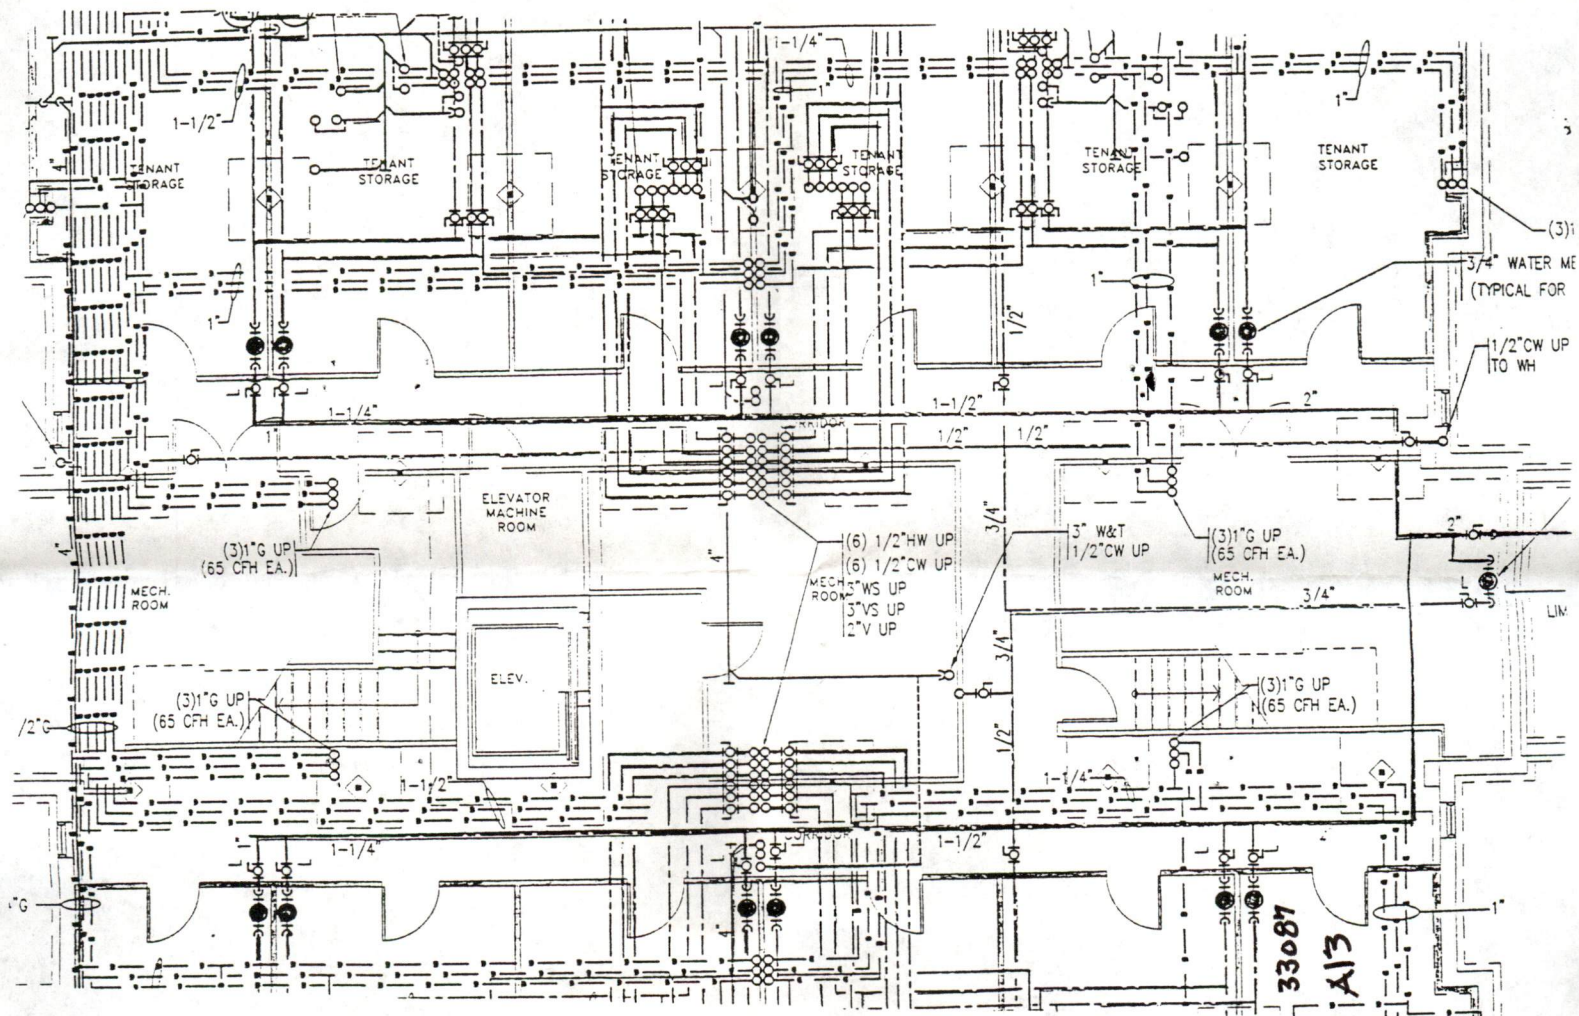 1-1/4"
1"
1"
1-1/2"
4"
TENANT
STORAGE
TENANT
STORAGE
TENANT
STORAGE
TENANT
STORAGE
TENANT
STORAGE
TENANT
STORAGE
3/4" WATER ME
(TYPICAL FOR
1"
1"
1/2"
1/2"CW UP
TO WH
1-1/4"
1"
1-1/2"
2"
CORRIDOR
1/2"
1/2"
ELEVATOR
MACHINE
ROOM
3/4"
2"
(3)1"G UP
(65 CFH EA.)
4"
(6) 1/2"HW UP
(6) 1/2"CW UP
3"WS UP
3"VS UP
2"V UP
3" W&T
1/2"CW UP
(3)1"G UP
(65 CFH EA.)
MECH.
ROOM
MECH.
ROOM
MECH.
ROOM
3/4"
LIM
3/4"
ELEV.
(3)1"G UP
(65 CFH EA.)
(3)1"G UP
(65 CFH EA.)
/2"G
1/2"
1-1/2"
1-1/4"
1-1/4"
CORRIDOR
1-1/2"
2"
"G
4"
1"
33087
A13